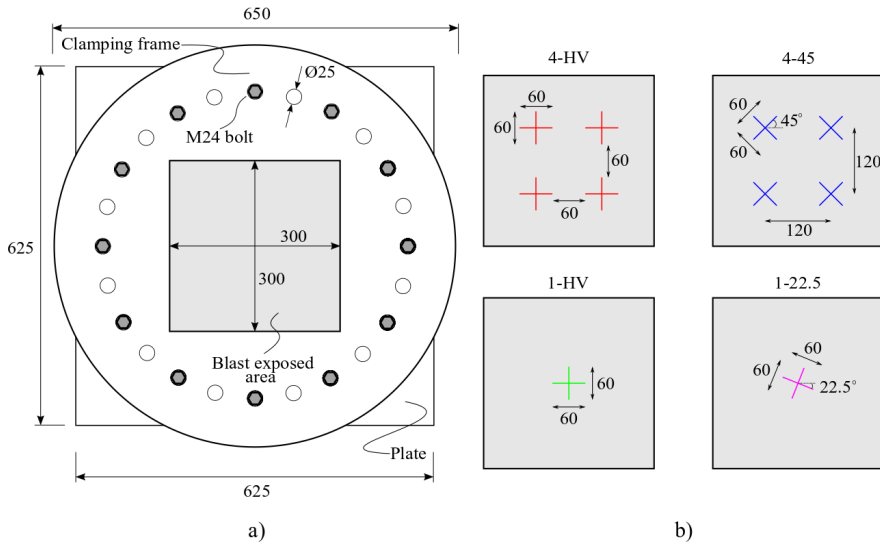 650
Clamping frame
Ø25
M24 bolt
625
300
300
Blast exposed
area
Plate
625
a)
4-HV
60
60
60
60
4-45
60
45°
60
120
120
1-HV
60
60
1-22.5
60
60
22.5°
b)